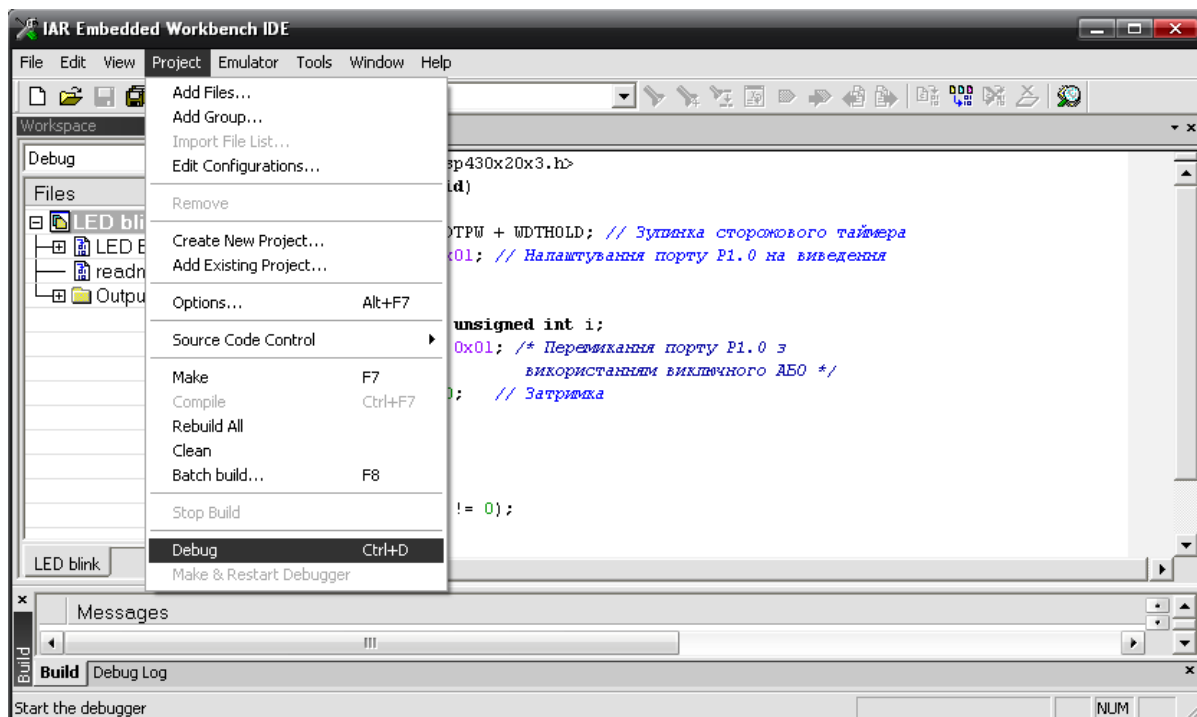 IAR Embedded Workbench IDE
File Edit View Project Emulator Tools Window Help
Workspace
Debug
Files
LED bli
LED B
readn
Outpu
LED blink
Add Files...
Add Group...
Import File List...
Edit Configurations...
Remove
Create New Project...
Add Existing Project...
Options... Alt+F7
Source Code Control
Make F7
Compile Ctrl+F7
Rebuild All
Clean
Batch build... F8
Stop Build
Debug Ctrl+D
Make & Restart Debugger
sp430x20x3.h>
id)
DTPW + WDTHOLD; // Зупинка сторожового таймера
x01; // Налаштування порту P1.0 на виведення
unsigned int i;
0x01; /* Перемикання порту P1.0 з
використанням виключного АБО */
0; // Затримка
!= 0);
Messages
Build
Build Debug Log
Start the debugger NUM